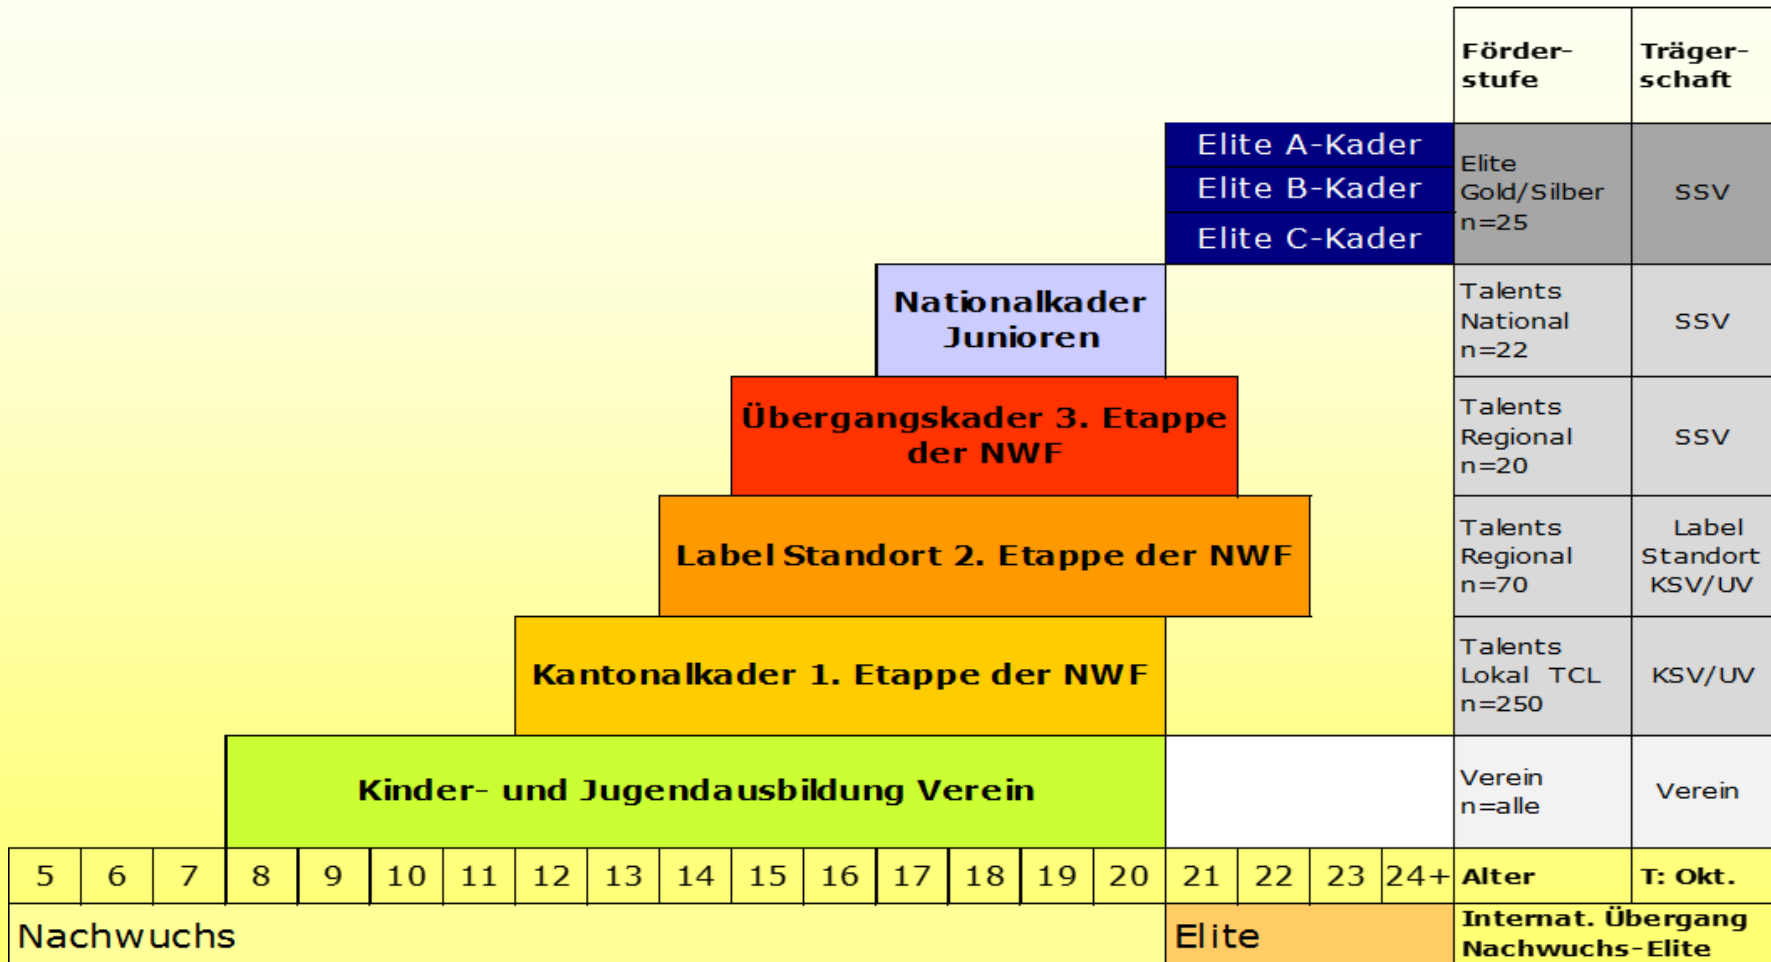 Förder-
stufe
Träger-
schaft
Elite A-Kader
Elite B-Kader
Elite C-Kader
Elite
Gold/Silber
n=25
SSV
Nationalkader
Junioren
Talents
National
n=22
SSV
Übergangskader 3. Etappe
der NWF
Talents
Regional
n=20
SSV
Label Standort 2. Etappe der NWF
Talents
Regional
n=70
Label
Standort
KSV/UV
Kantonalkader 1. Etappe der NWF
Talents
Lokal TCL
n=250
KSV/UV
Kinder- und Jugendausbildung Verein
Verein
n=alle
Verein
5 6 7 8 9 10 11 12 13 14 15 16 17 18 19 20 21 22 23 24+ Alter T: Okt.
Nachwuchs
Elite
Internat. Übergang
Nachwuchs-Elite